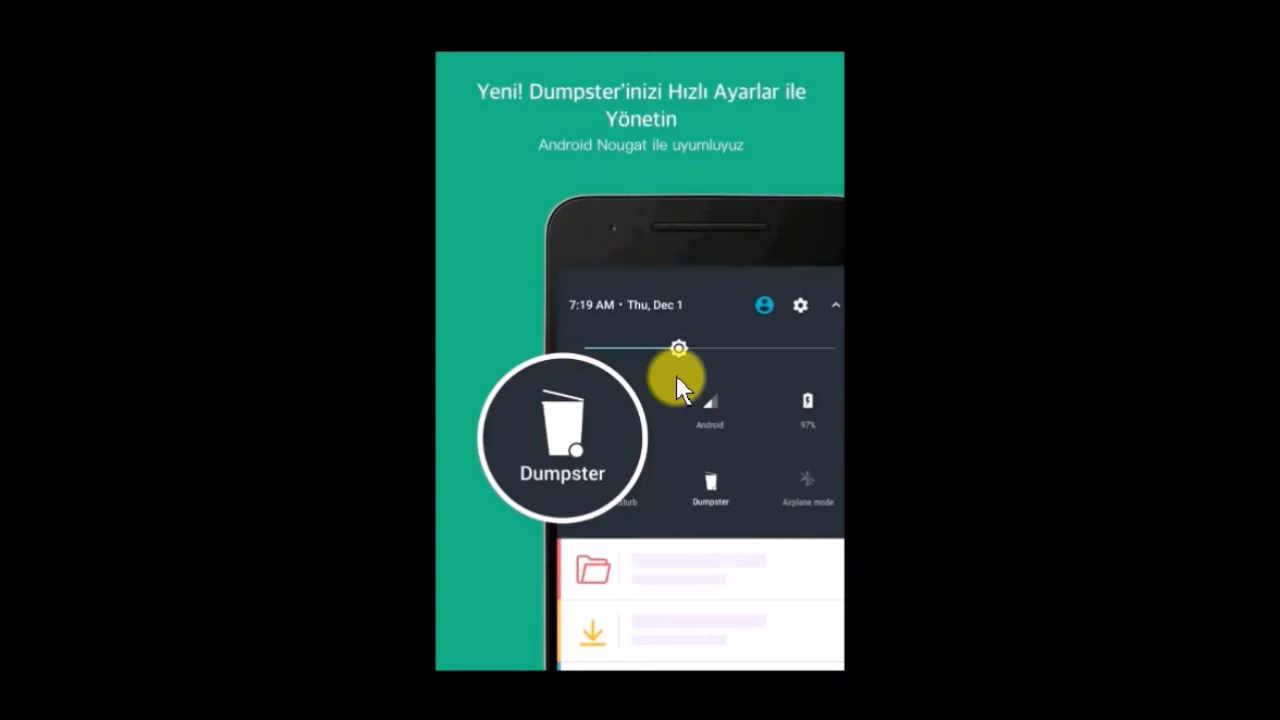 Yeni! Dumpster'inizi Hızlı Ayarlar ile
Yönetin
Android Nougat ile uyumluyuz
7:19 AM • Thu, Dec 1
Android
97%
Dumpster
Dumpster
Airplane mode